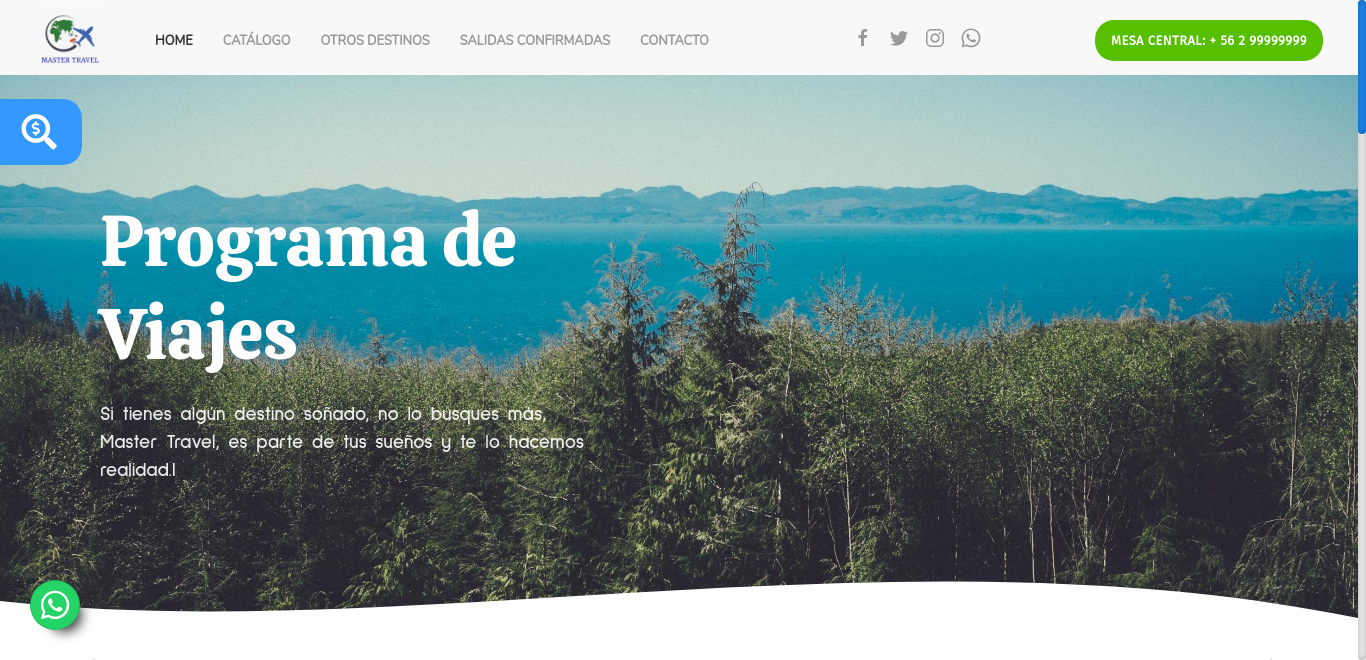 MASTER TRAVEL
HOME CATÁLOGO OTROS DESTINOS SALIDAS CONFIRMADAS CONTACTO
MESA CENTRAL: + 56 2 99999999
Programa de
Viajes
Si tienes algún destino soñado, no lo busques más,
Master Travel, es parte de tus sueños y te lo hacemos
realidad.|